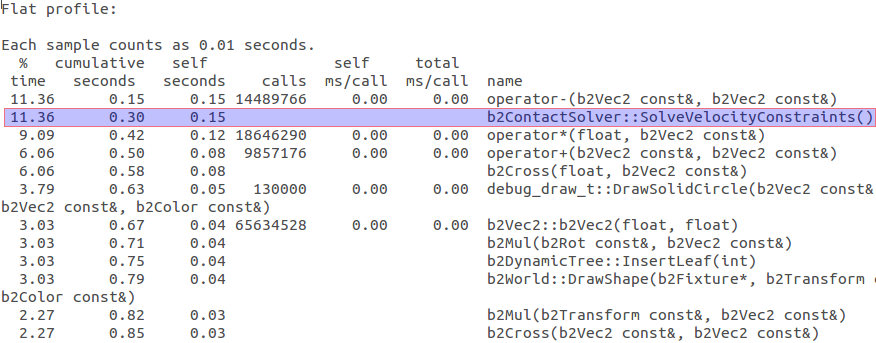 Flat profile:
Each sample counts as 0.01 seconds.
% cumulative self self total
time seconds seconds calls ms/call ms/call name
11.36 0.15 0.15 14489766 0.00 0.00 operator-(b2Vec2 const&, b2Vec2 const&)
11.36 0.30 0.15 b2ContactSolver::SolveVelocityConstraints()
9.09 0.42 0.12 18646290 0.00 0.00 operator*(float, b2Vec2 const&)
6.06 0.50 0.08 9857176 0.00 0.00 operator+(b2Vec2 const&, b2Vec2 const&)
6.06 0.58 0.08 b2Cross(float, b2Vec2 const&)
3.79 0.63 0.05 130000 0.00 0.00 debug_draw_t::DrawSolidCircle(b2Vec2 const&
b2Vec2 const&, b2Color const&)
3.03 0.67 0.04 65634528 0.00 0.00 b2Vec2::b2Vec2(float, float)
3.03 0.71 0.04 b2Mul(b2Rot const&, b2Vec2 const&)
3.03 0.75 0.04 b2DynamicTree::InsertLeaf(int)
3.03 0.79 0.04 b2World::DrawShape(b2Fixture*, b2Transform c
b2Color const&)
2.27 0.82 0.03 b2Mul(b2Transform const&, b2Vec2 const&)
2.27 0.85 0.03 b2Cross(b2Vec2 const&, b2Vec2 const&)